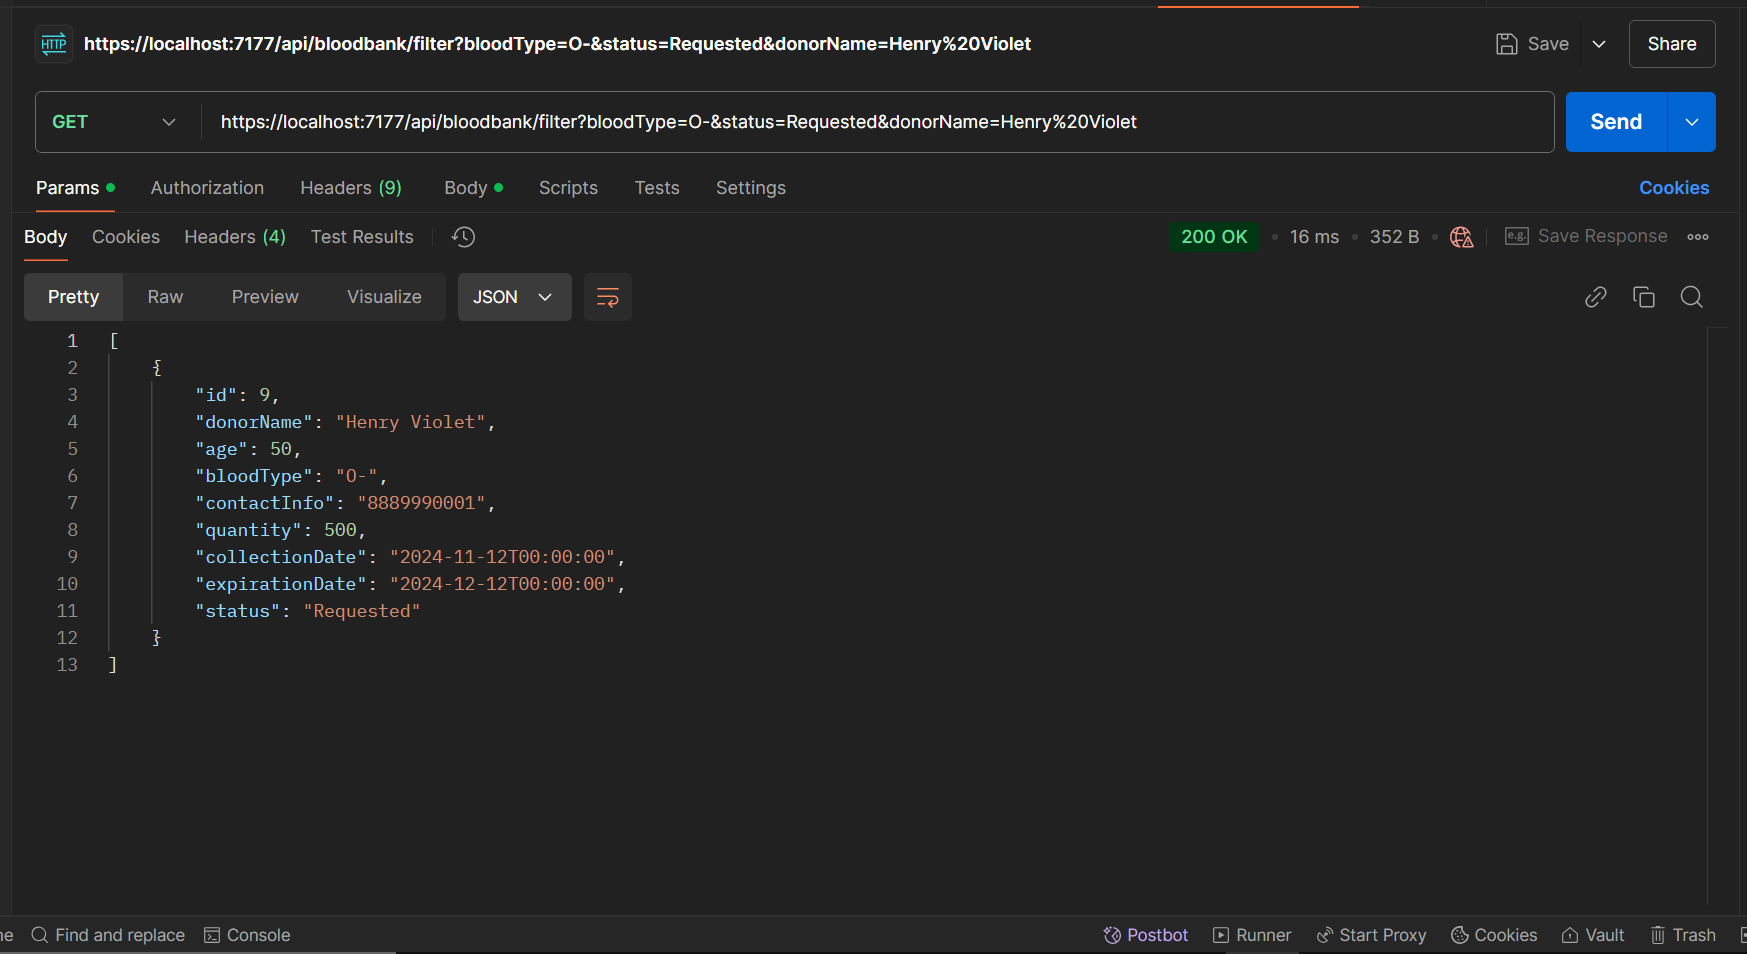 HTTP https://localhost:7177/api/bloodbank/filter?bloodType=O-&status=Requested&donorName=Henry%20Violet Save Share
GET https://localhost:7177/api/bloodbank/filter?bloodType=O-&status=Requested&donorName=Henry%20Violet Send
Params Authorization Headers (9) Body Scripts Tests Settings Cookies
Body Cookies Headers (4) Test Results 200 OK 16 ms 352 B e.g. Save Response
Pretty Raw Preview Visualize JSON
1 [
2 {
3 "id": 9,
4 "donorName": "Henry Violet",
5 "age": 50,
6 "bloodType": "O-",
7 "contactInfo": "8889990001",
8 "quantity": 500,
9 "collectionDate": "2024-11-12T00:00:00",
10 "expirationDate": "2024-12-12T00:00:00",
11 "status": "Requested"
12 }
13 ]
ne Find and replace Console Postbot Runner Start Proxy Cookies Vault Trash